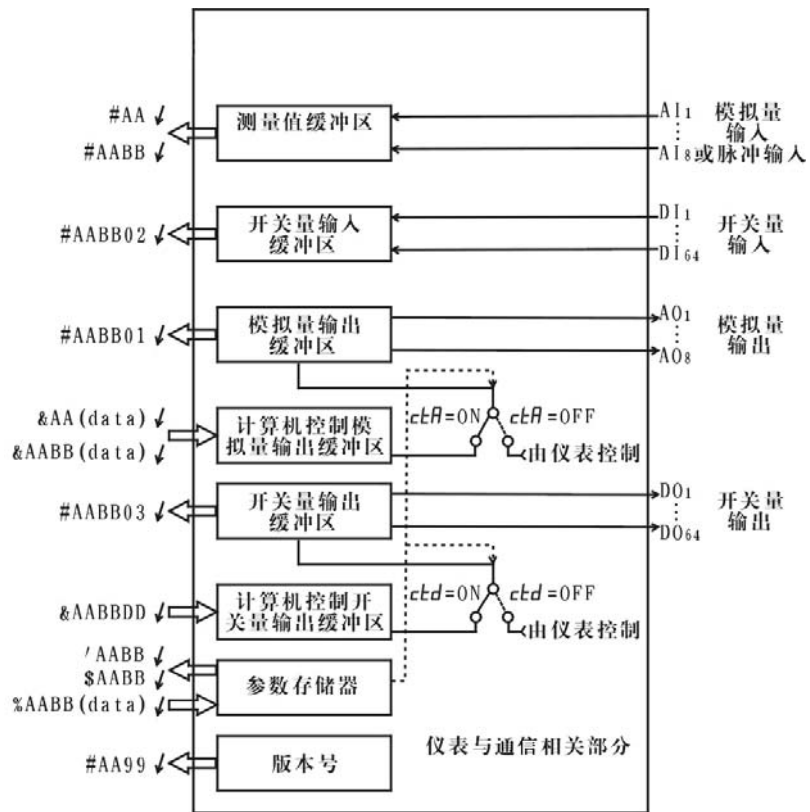 #AA ↙
#AABB ↙
测量值缓冲区
AI1
⋮
AI8
模拟量
输入
或脉冲输入
#AABB02 ↙
开关量输入
缓冲区
DI1
⋮
DI64
开关量
输入
#AABB01 ↙
模拟量输出
缓冲区
AO1
⋮
AO8
模拟量
输出
&AA(data) ↙
&AABB(data) ↙
计算机控制模
拟量输出缓冲区
ctA=ON
ctA=OFF
由仪表控制
#AABB03 ↙
开关量输出
缓冲区
DO1
⋮
DO64
开关量
输出
&AABBDD ↙
计算机控制开
关量输出缓冲区
ctd=ON
ctd=OFF
由仪表控制
'AABB ↙
$AABB ↙
%AABB(data) ↙
参数存储器
#AA99 ↙
版本号
仪表与通信相关部分